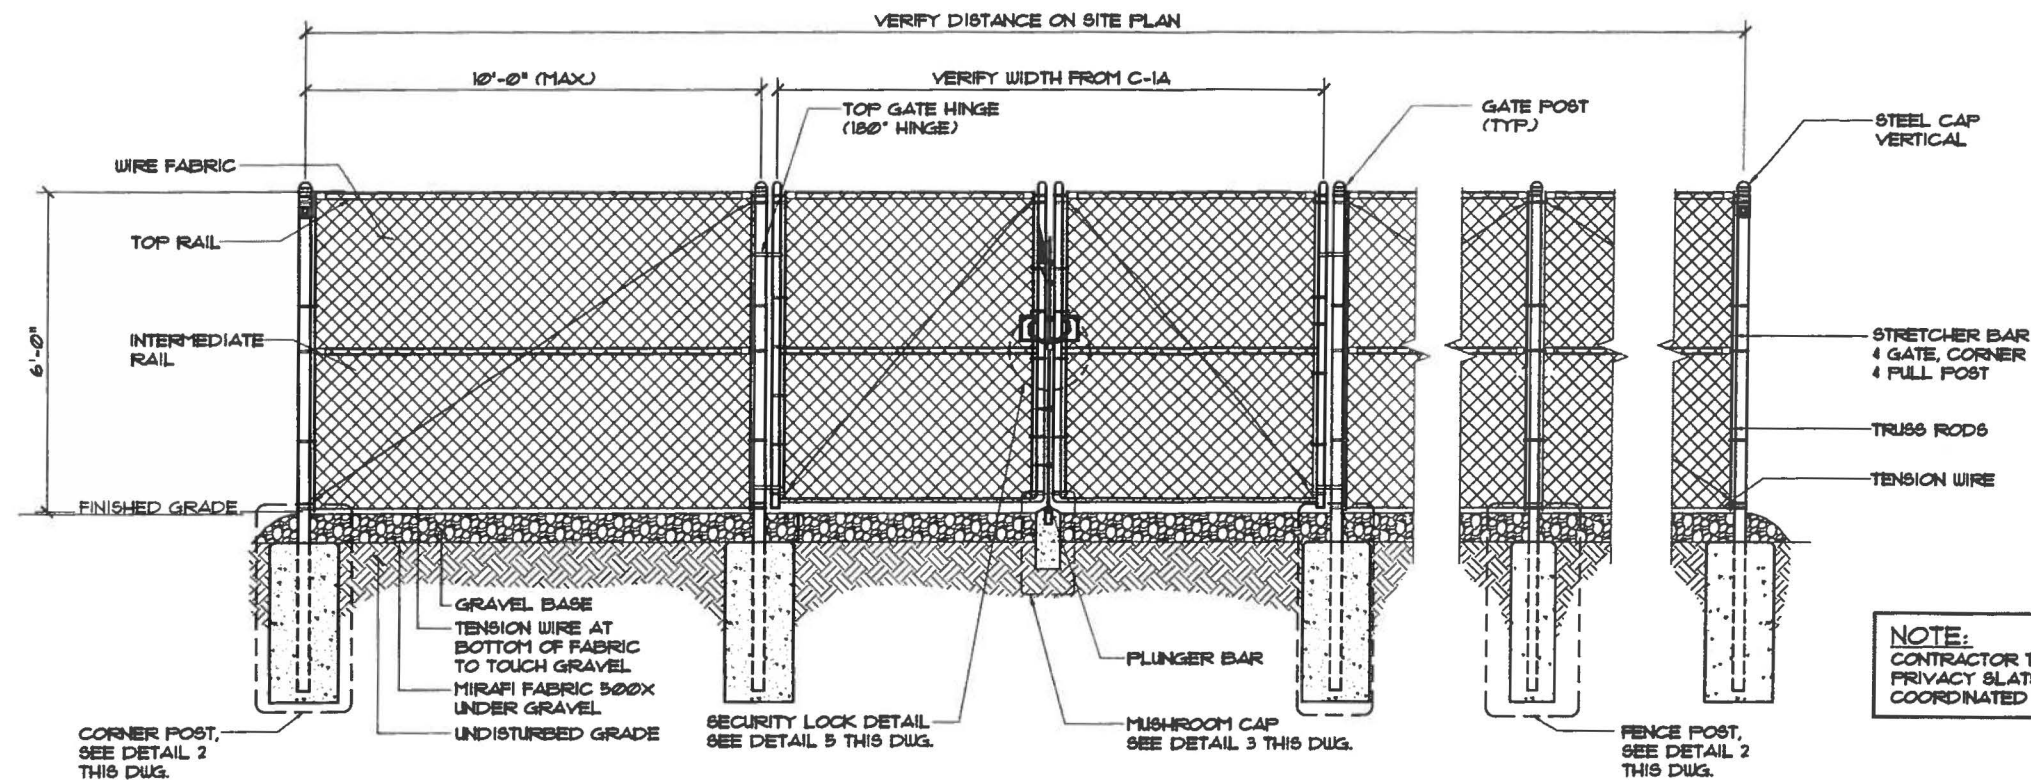 VERIFY DISTANCE ON SITE PLAN
10'-0" (MAX.)
VERIFY WIDTH FROM C-1A
TOP GATE HINGE
(180° HINGE)
GATE POST
(TYP.)
STEEL CAP
VERTICAL
WIRE FABRIC
TOP RAIL
INTERMEDIATE
RAIL
6'-0"
STRETCHER BAR
& GATE, CORNER
& PULL POST
TRUSS RODS
TENSION WIRE
FINISHED GRADE
GRAVEL BASE
TENSION WIRE AT
BOTTOM OF FABRIC
TO TOUCH GRAVEL
MIRAFI FABRIC 500X
UNDER GRAVEL
UNDISTURBED GRADE
CORNER POST,
SEE DETAIL 2
THIS DWG.
SECURITY LOCK DETAIL
SEE DETAIL 5 THIS DWG.
PLUNGER BAR
MUSHROOM CAP
SEE DETAIL 3 THIS DWG.
FENCE POST,
SEE DETAIL 2
THIS DWG.
NOTE:
CONTRACTOR
PRIVACY
COORDINATED